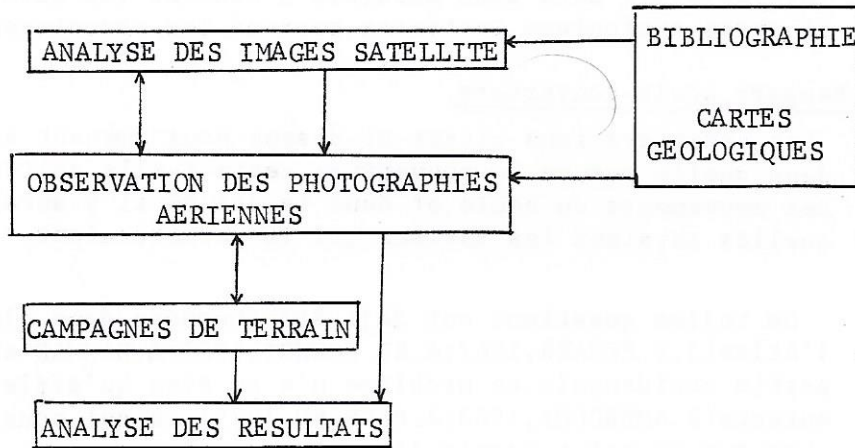 ANALYSE DES IMAGES SATELLITE
BIBLIOGRAPHIE
CARTES
GEOLOGIQUES
OBSERVATION DES PHOTOGRAPHIES
AERIENNES
CAMPAGNES DE TERRAIN
ANALYSE DES RESULTATS